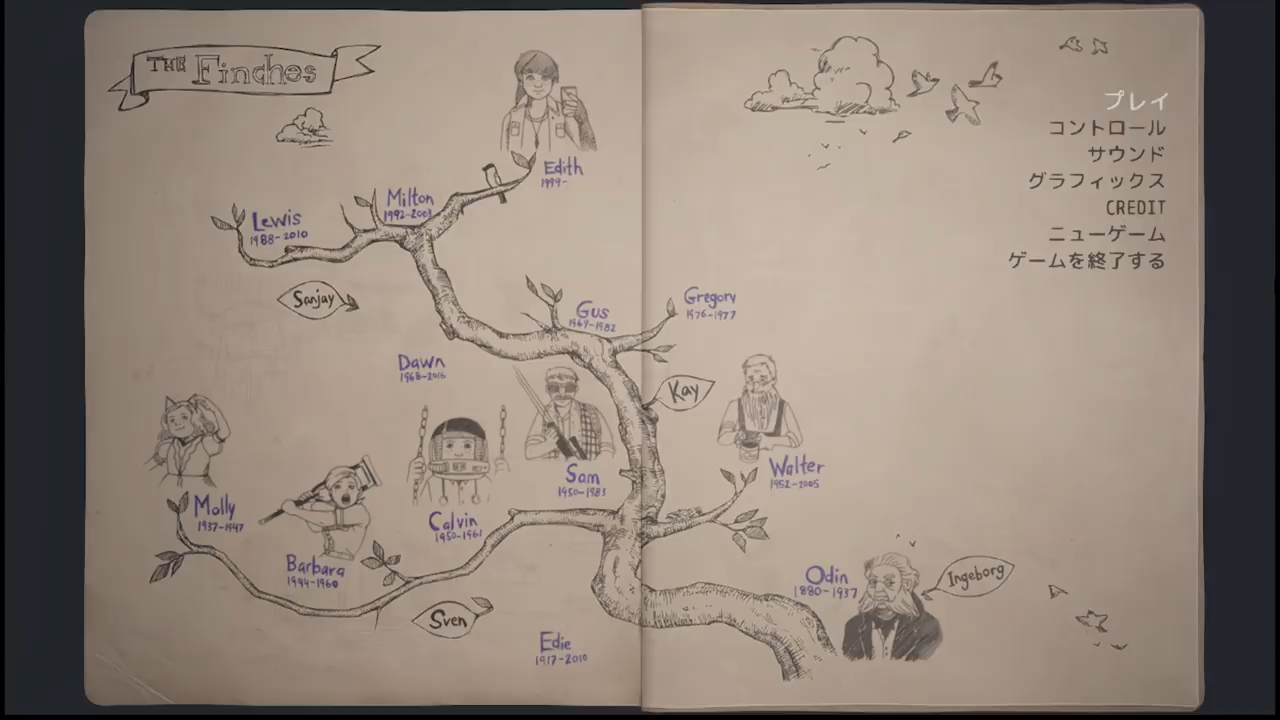 THE Finches
Edith
1999-
Milton
1992-2003
Lewis
1988-2010
Sanjay
Gus
1969-1982
Gregory
1976-1977
Dawn
1968-2016
Kay
Sam
1950-1983
Walter
1952-2005
Molly
1937-1947
Calvin
1950-1961
Barbara
1944-1960
Sven
Edie
1917-2010
Odin
1880-1937
Ingeborg
プレイ
コントロール
サウンド
グラフィックス
CREDIT
ニューゲーム
ゲームを終了する